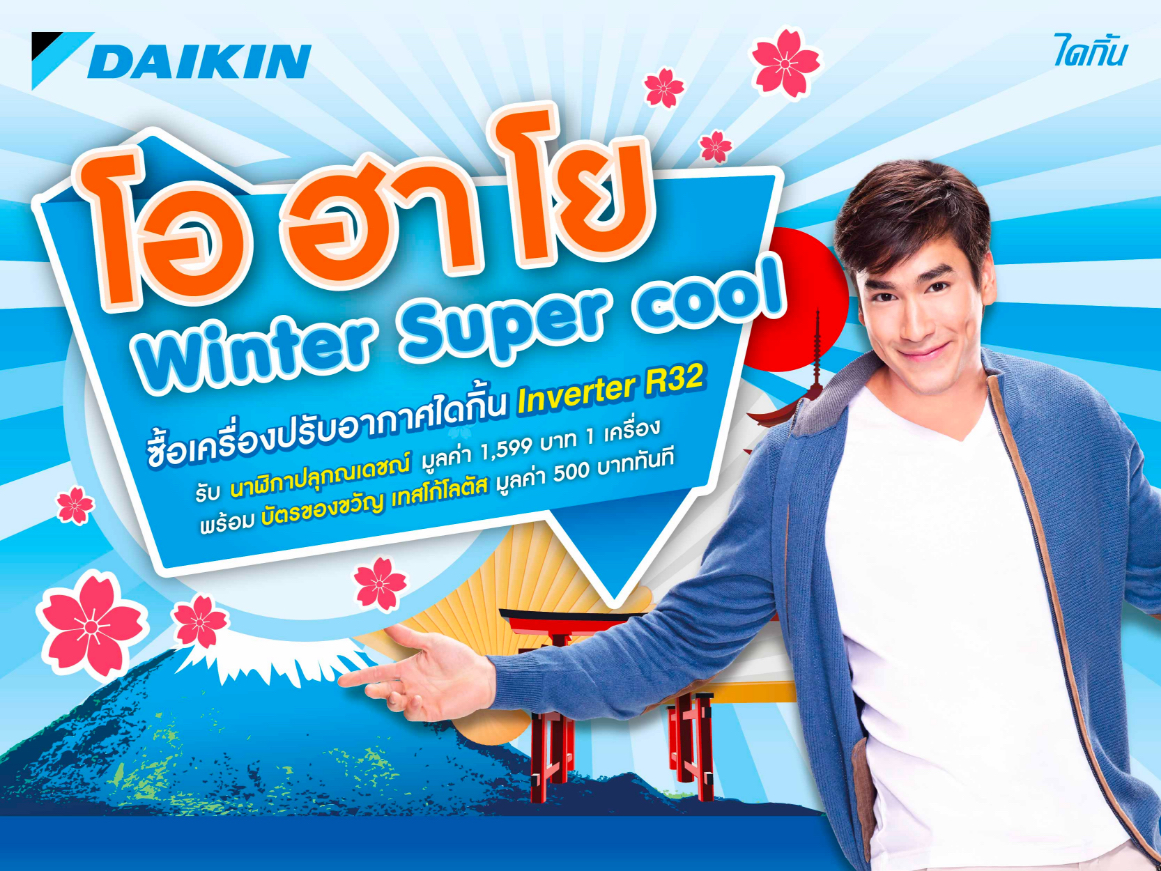 DAIKIN
ไดกิ้น
โอ ฮา โย
Winter Super cool
ซื้อเครื่องปรับอากาศไดกิ้น Inverter R32
รับ นาฬิกาปลุกณเดชณ์ มูลค่า 1,599 บาท 1 เครื่อง
พร้อม บัตรของขวัญ เทสโก้โลตัส มูลค่า 500 บาททันที